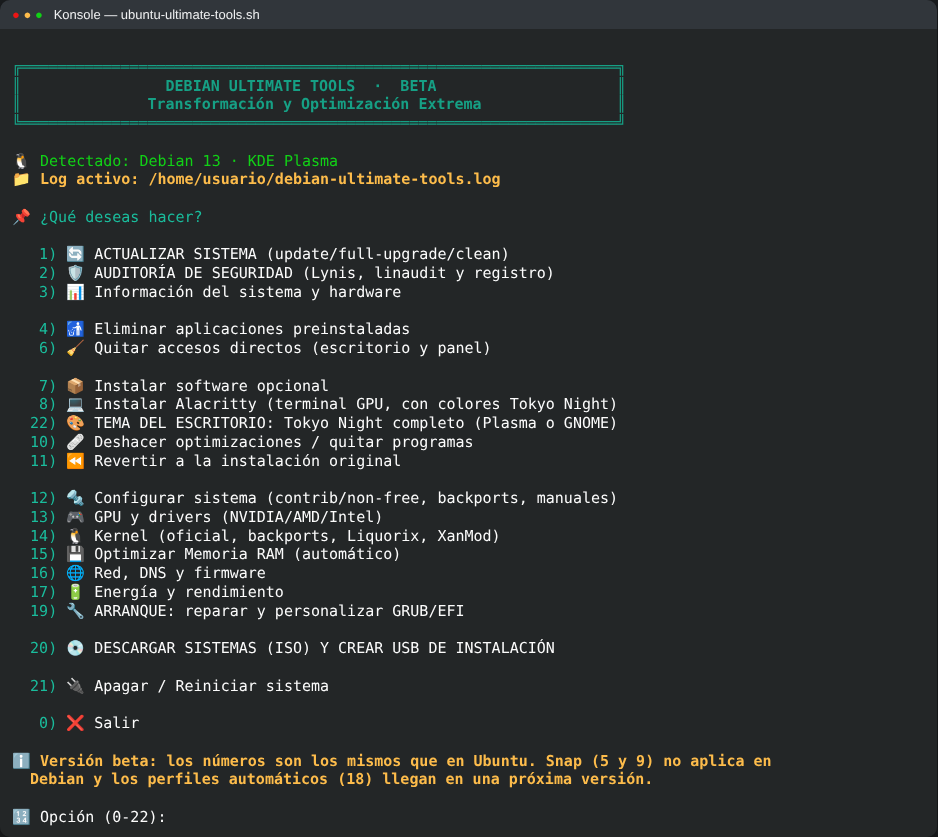 Konsole — ubuntu-ultimate-tools.sh
DEBIAN ULTIMATE TOOLS · BETA
Transformación y Optimización Extrema
Detectado: Debian 13 · KDE Plasma
Log activo: /home/usuario/debian-ultimate-tools.log
¿Qué deseas hacer?
1) ACTUALIZAR SISTEMA (update/full-upgrade/clean)
2) AUDITORÍA DE SEGURIDAD (Lynis, linaudit y registro)
3) Información del sistema y hardware
4) Eliminar aplicaciones preinstaladas
6) Quitar accesos directos (escritorio y panel)
7) Instalar software opcional
8) Instalar Alacritty (terminal GPU, con colores Tokyo Night)
22) TEMA DEL ESCRITORIO: Tokyo Night completo (Plasma o GNOME)
10) Deshacer optimizaciones / quitar programas
11) Revertir a la instalación original
12) Configurar sistema (contrib/non-free, backports, manuales)
13) GPU y drivers (NVIDIA/AMD/Intel)
14) Kernel (oficial, backports, Liquorix, XanMod)
15) Optimizar Memoria RAM (automático)
16) Red, DNS y firmware
17) Energía y rendimiento
19) ARRANQUE: reparar y personalizar GRUB/EFI
20) DESCARGAR SISTEMAS (ISO) Y CREAR USB DE INSTALACIÓN
21) Apagar / Reiniciar sistema
0) Salir
Versión beta: los números son los mismos que en Ubuntu. Snap (5 y 9) no aplica en
Debian y los perfiles automáticos (18) llegan en una próxima versión.
Opción (0-22):